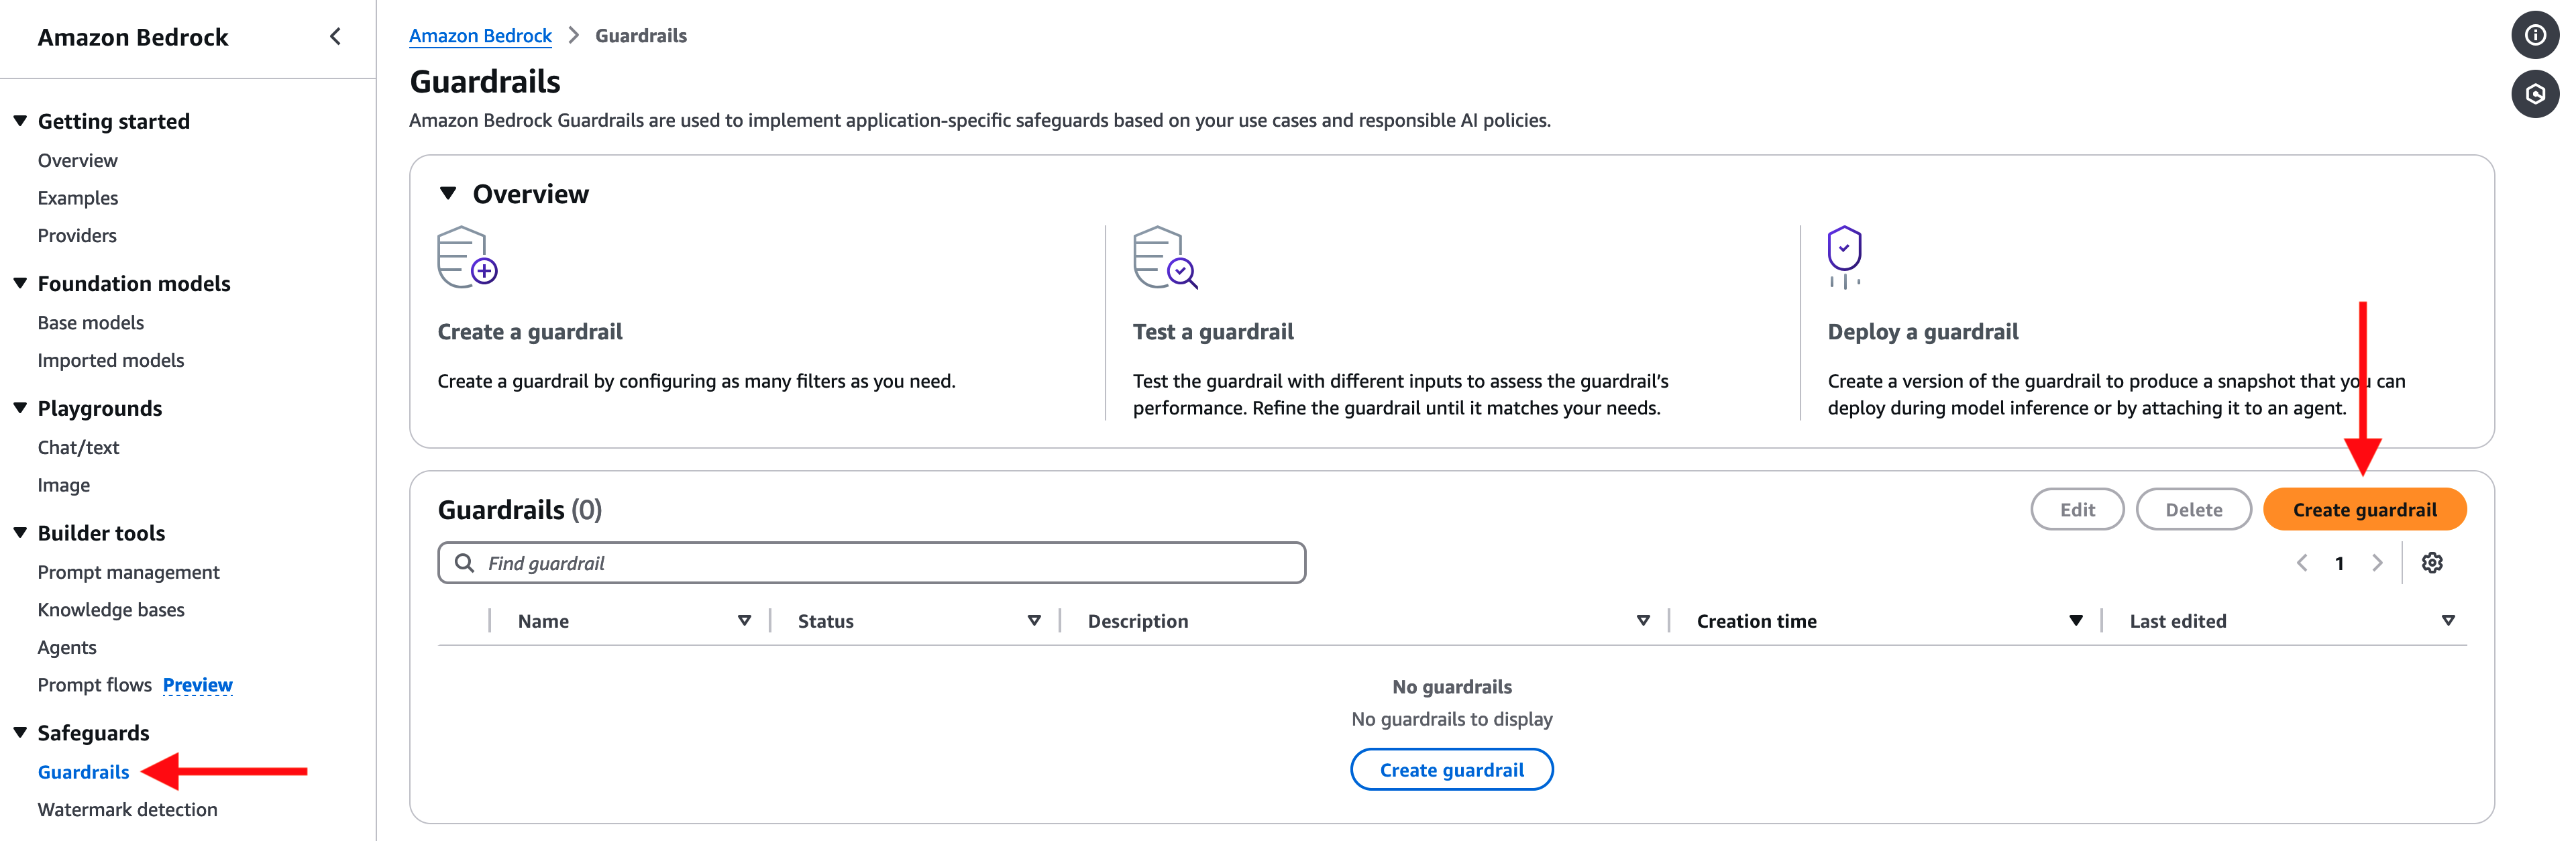 Amazon Bedrock
Getting started
Overview
Examples
Providers
Foundation models
Base models
Imported models
Playgrounds
Chat/text
Image
Builder tools
Prompt management
Knowledge bases
Agents
Prompt flows Preview
Safeguards
Guardrails
Watermark detection
Amazon Bedrock Guardrails
Guardrails
Amazon Bedrock Guardrails are used to implement application-specific safeguards based on your use cases and responsible AI policies.
Overview
Create a guardrail
Create a guardrail by configuring as many filters as you need.
Test a guardrail
Test the guardrail with different inputs to assess the guardrail's
performance. Refine the guardrail until it matches your needs.
Deploy a guardrail
Create a version of the guardrail to produce a snapshot that you can
deploy during model inference or by attaching it to an agent.
Guardrails (0)
Edit Delete Create guardrail
Find guardrail
1
Name Status Description Creation time Last edited
No guardrails
No guardrails to display
Create guardrail